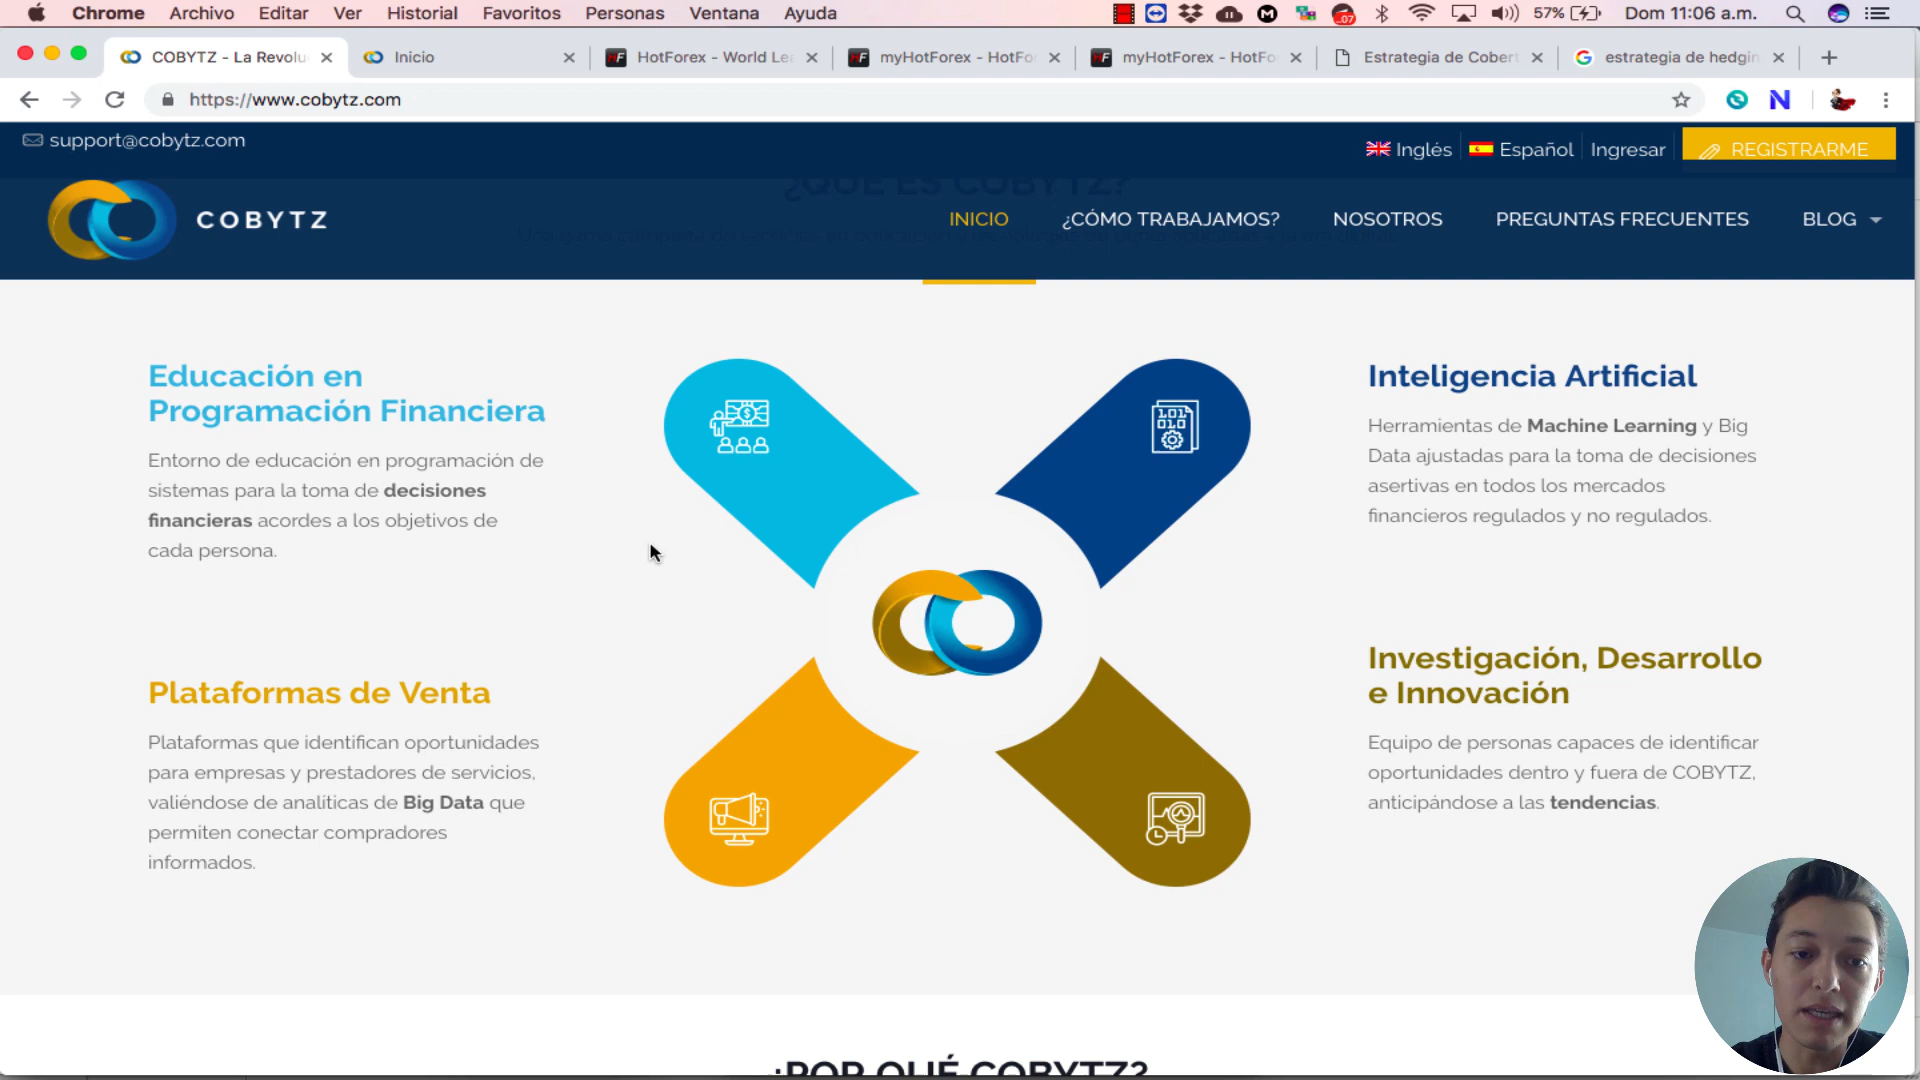 Chrome Archivo Editar Ver Historial Favoritos Personas Ventana Ayuda 57% Dom 11:06 a.m.
COBYTZ - La Revolu Inicio HotForex - World Le myHotForex - HotFo myHotForex - HotFo Estrategia de Cobert estrategia de hedgin
https://www.cobytz.com
support@cobytz.com
Inglés Español Ingresar REGISTRARME
¿QUÉ ES COBYTZ?
COBYTZ
INICIO ¿CÓMO TRABAJAMOS? NOSOTROS PREGUNTAS FRECUENTES BLOG
Educación en
Programación Financiera
Entorno de educación en programación de
sistemas para la toma de decisiones
financieras acordes a los objetivos de
cada persona.
Inteligencia Artificial
Herramientas de Machine Learning y Big
Data ajustadas para la toma de decisiones
asertivas en todos los mercados
financieros regulados y no regulados.
Plataformas de Venta
Plataformas que identifican oportunidades
para empresas y prestadores de servicios,
valiéndose de analíticas de Big Data que
permiten conectar compradores
informados.
Investigación, Desarrollo
e Innovación
Equipo de personas capaces de identificar
oportunidades dentro y fuera de COBYTZ,
anticipándose a las tendencias.
¿POR QUÉ COBYTZ?